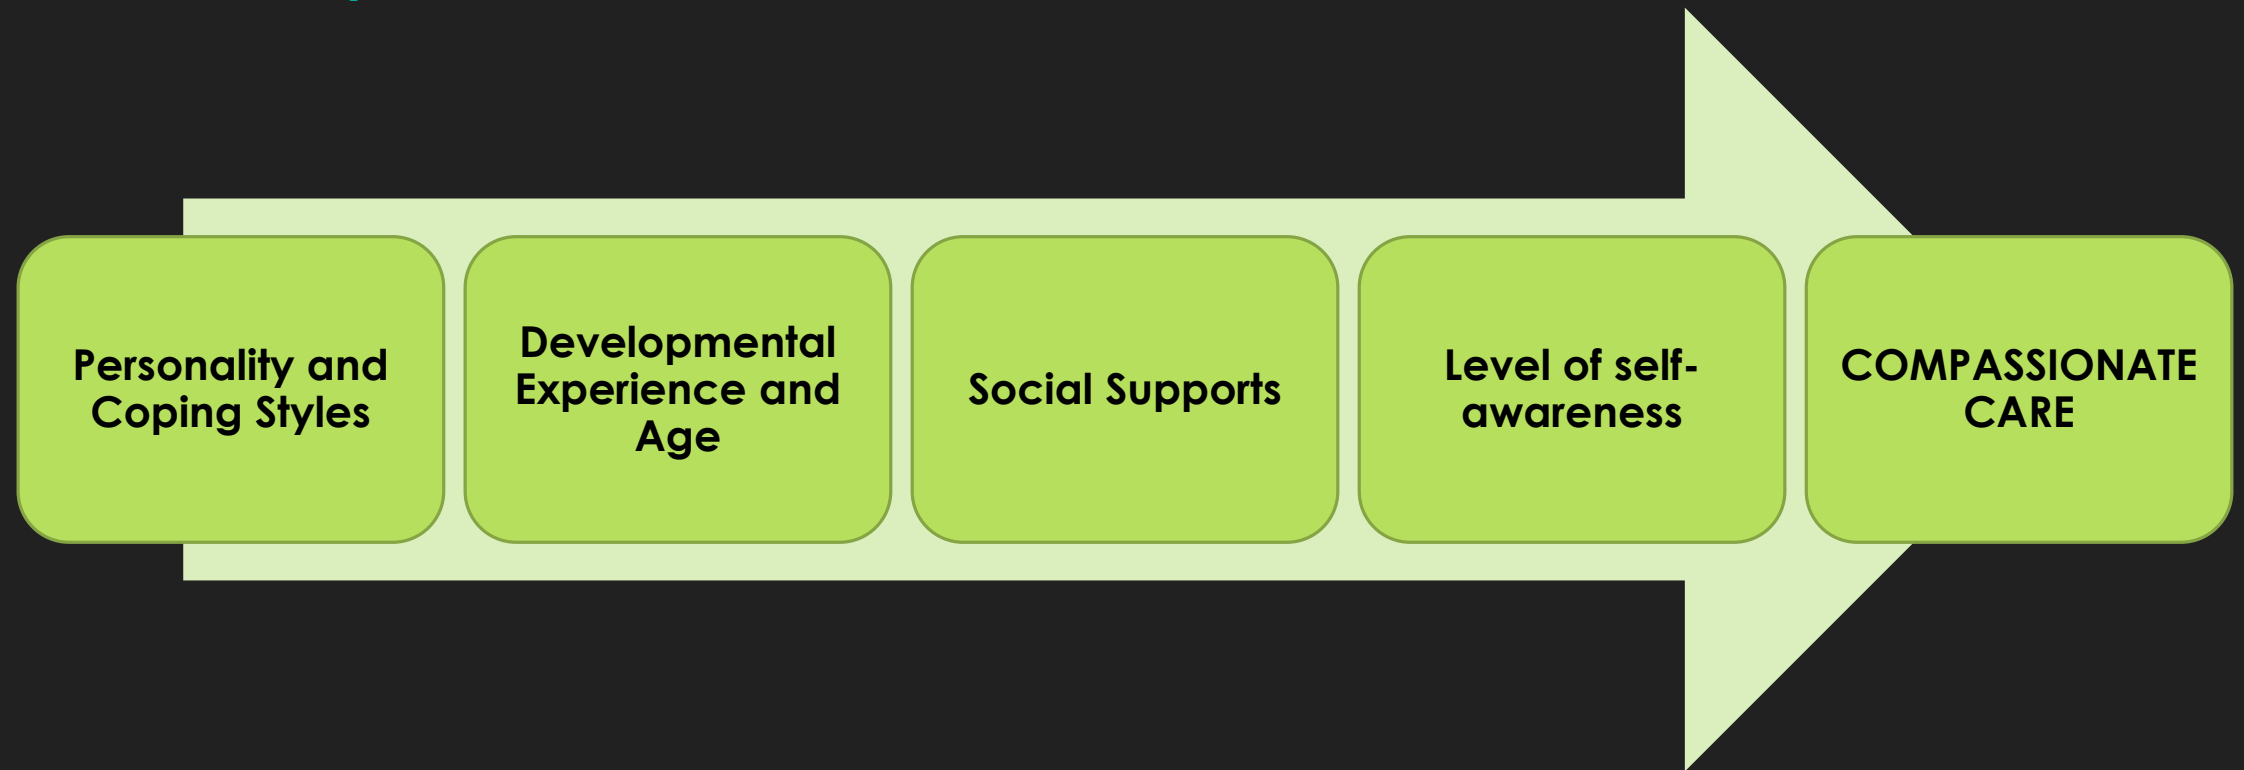 Personality and
Coping Styles
Developmental
Experience and
Age
Social Supports
Level of self-
awareness
COMPASSIONATE
CARE